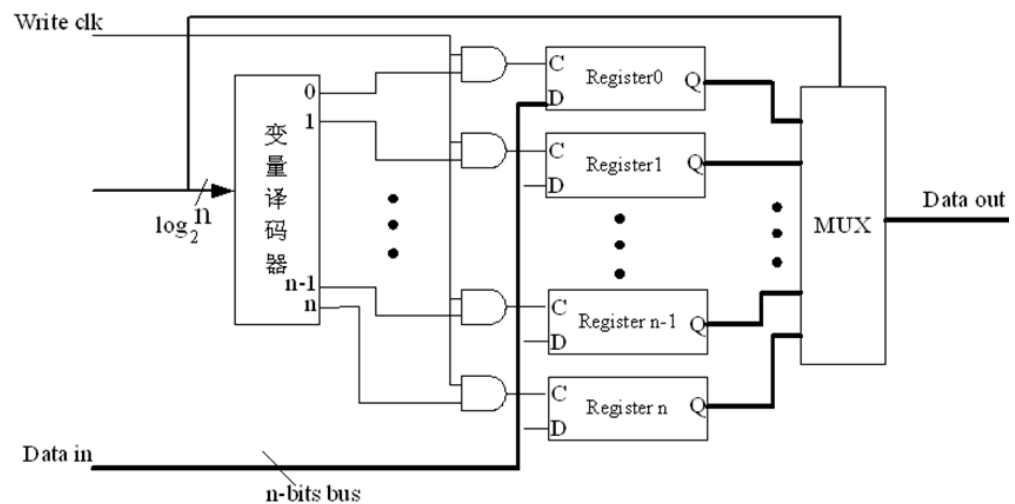 Write clk
变
量
译
码
器
0
1
n-1
n
log2 n
C
D
Register0
Q
C
D
Register1
Q
C
D
Register n-1
Q
C
D
Register n
Q
MUX
Data out
Data in
n-bits bus